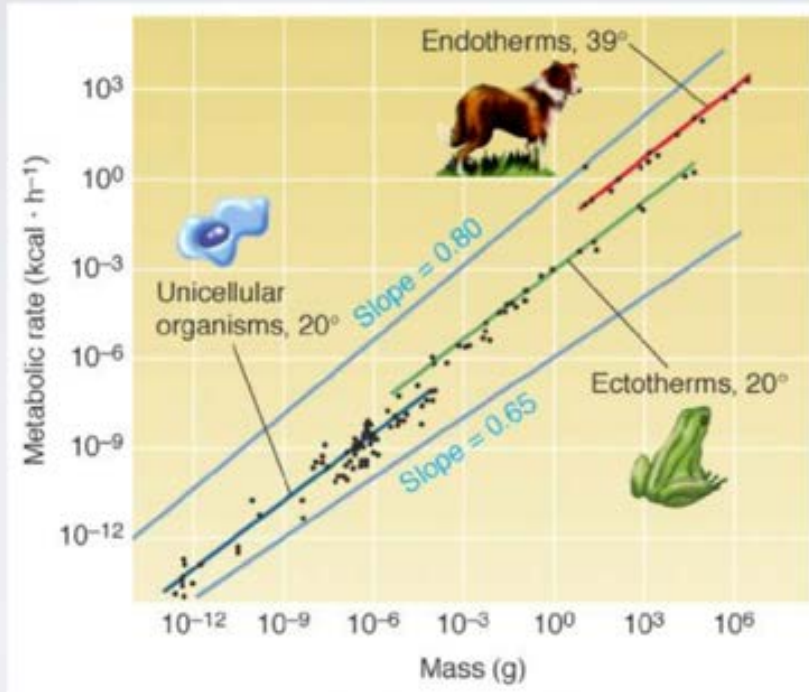 Endotherms, 39°
10³
10⁰
10⁻³
10⁻⁶
10⁻⁹
10⁻¹²
Metabolic rate (kcal · h⁻¹)
Unicellular
organisms, 20°
Slope = 0.80
Ectotherms, 20°
Slope = 0.65
10⁻¹² 10⁻⁹ 10⁻⁶ 10⁻³ 10⁰ 10³ 10⁶
Mass (g)